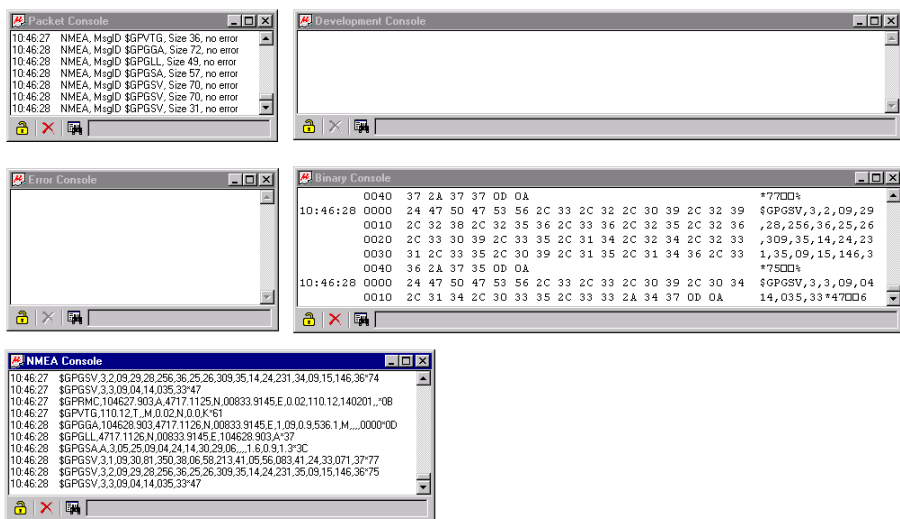 Packet Console
10:46:27 NMEA, MsgID $GPVTG, Size 36, no error
10:46:28 NMEA, MsgID $GPGGA, Size 72, no error
10:46:28 NMEA, MsgID $GPGLL, Size 49, no error
10:46:28 NMEA, MsgID $GPGSA, Size 57, no error
10:46:28 NMEA, MsgID $GPGSV, Size 70, no error
10:46:28 NMEA, MsgID $GPGSV, Size 70, no error
10:46:28 NMEA, MsgID $GPGSV, Size 31, no error
Development Console
Error Console
Binary Console
0040 37 2A 37 37 0D 0A *77□□%
10:46:28 0000 24 47 50 47 53 56 2C 33 2C 32 2C 30 39 2C 32 39 $GPGSV,3,2,09,29
0010 2C 32 38 2C 32 35 36 2C 33 36 2C 32 35 2C 32 36 ,28,256,36,25,26
0020 2C 33 30 39 2C 33 35 2C 31 34 2C 32 34 2C 32 33 ,309,35,14,24,23
0030 31 2C 33 35 2C 30 39 2C 31 35 2C 31 34 36 2C 33 1,35,09,15,146,3
0040 36 2A 37 35 0D 0A *75□□%
10:46:28 0000 24 47 50 47 53 56 2C 33 2C 33 2C 30 39 2C 30 34 $GPGSV,3,3,09,04
0010 2C 31 34 2C 30 33 35 2C 33 33 2A 34 37 0D 0A 14,035,33*47□□6
NMEA Console
10:46:27 $GPGSV,3,2,09,29,28,256,36,25,26,309,35,14,24,231,34,09,15,146,36*74
10:46:27 $GPGSV,3,3,09,04,14,035,33*47
10:46:27 $GPRMC,104627.903,A,4717.1125,N,00833.9145,E,0.02,110.12,140201,,*0B
10:46:27 $GPVTG,110.12,T,,M,0.02,N,0.0,K*61
10:46:28 $GPGGA,104628.903,4717.1126,N,00833.9145,E,1,09,0.9,536.1,M,,,,0000*0D
10:46:28 $GPGLL,4717.1126,N,00833.9145,E,104628.903,A*37
10:46:28 $GPGSA,A,3,05,25,09,04,24,14,30,29,06,,,,1.6,0.9,1.3*3C
10:46:28 $GPGSV,3,1,09,30,81,350,38,06,58,213,41,05,56,083,41,24,33,071,37*77
10:46:28 $GPGSV,3,2,09,29,28,256,36,25,26,309,35,14,24,231,35,09,15,146,36*75
10:46:28 $GPGSV,3,3,09,04,14,035,33*47